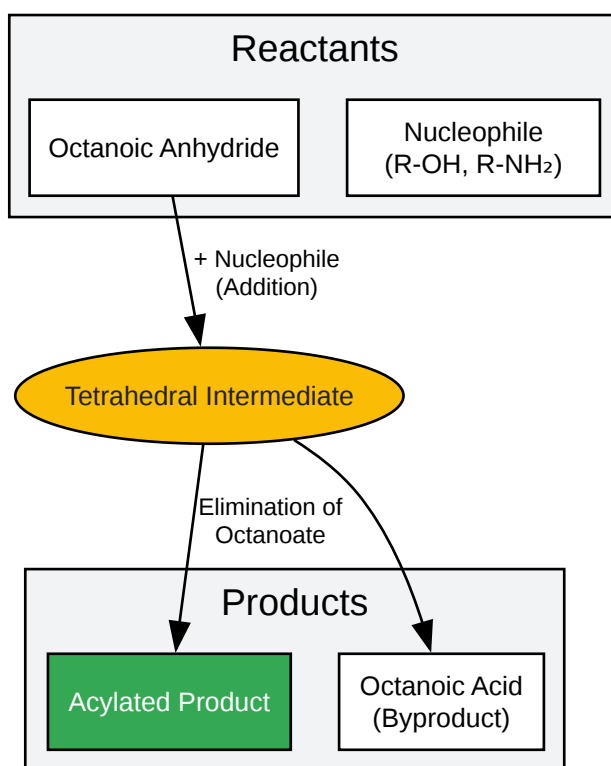 Reactants
Octanoic Anhydride
Nucleophile
(R-OH, R-NH₂)
+ Nucleophile
(Addition)
Tetrahedral Intermediate
Elimination of
Octanoate
Products
Acylated Product
Octanoic Acid
(Byproduct)